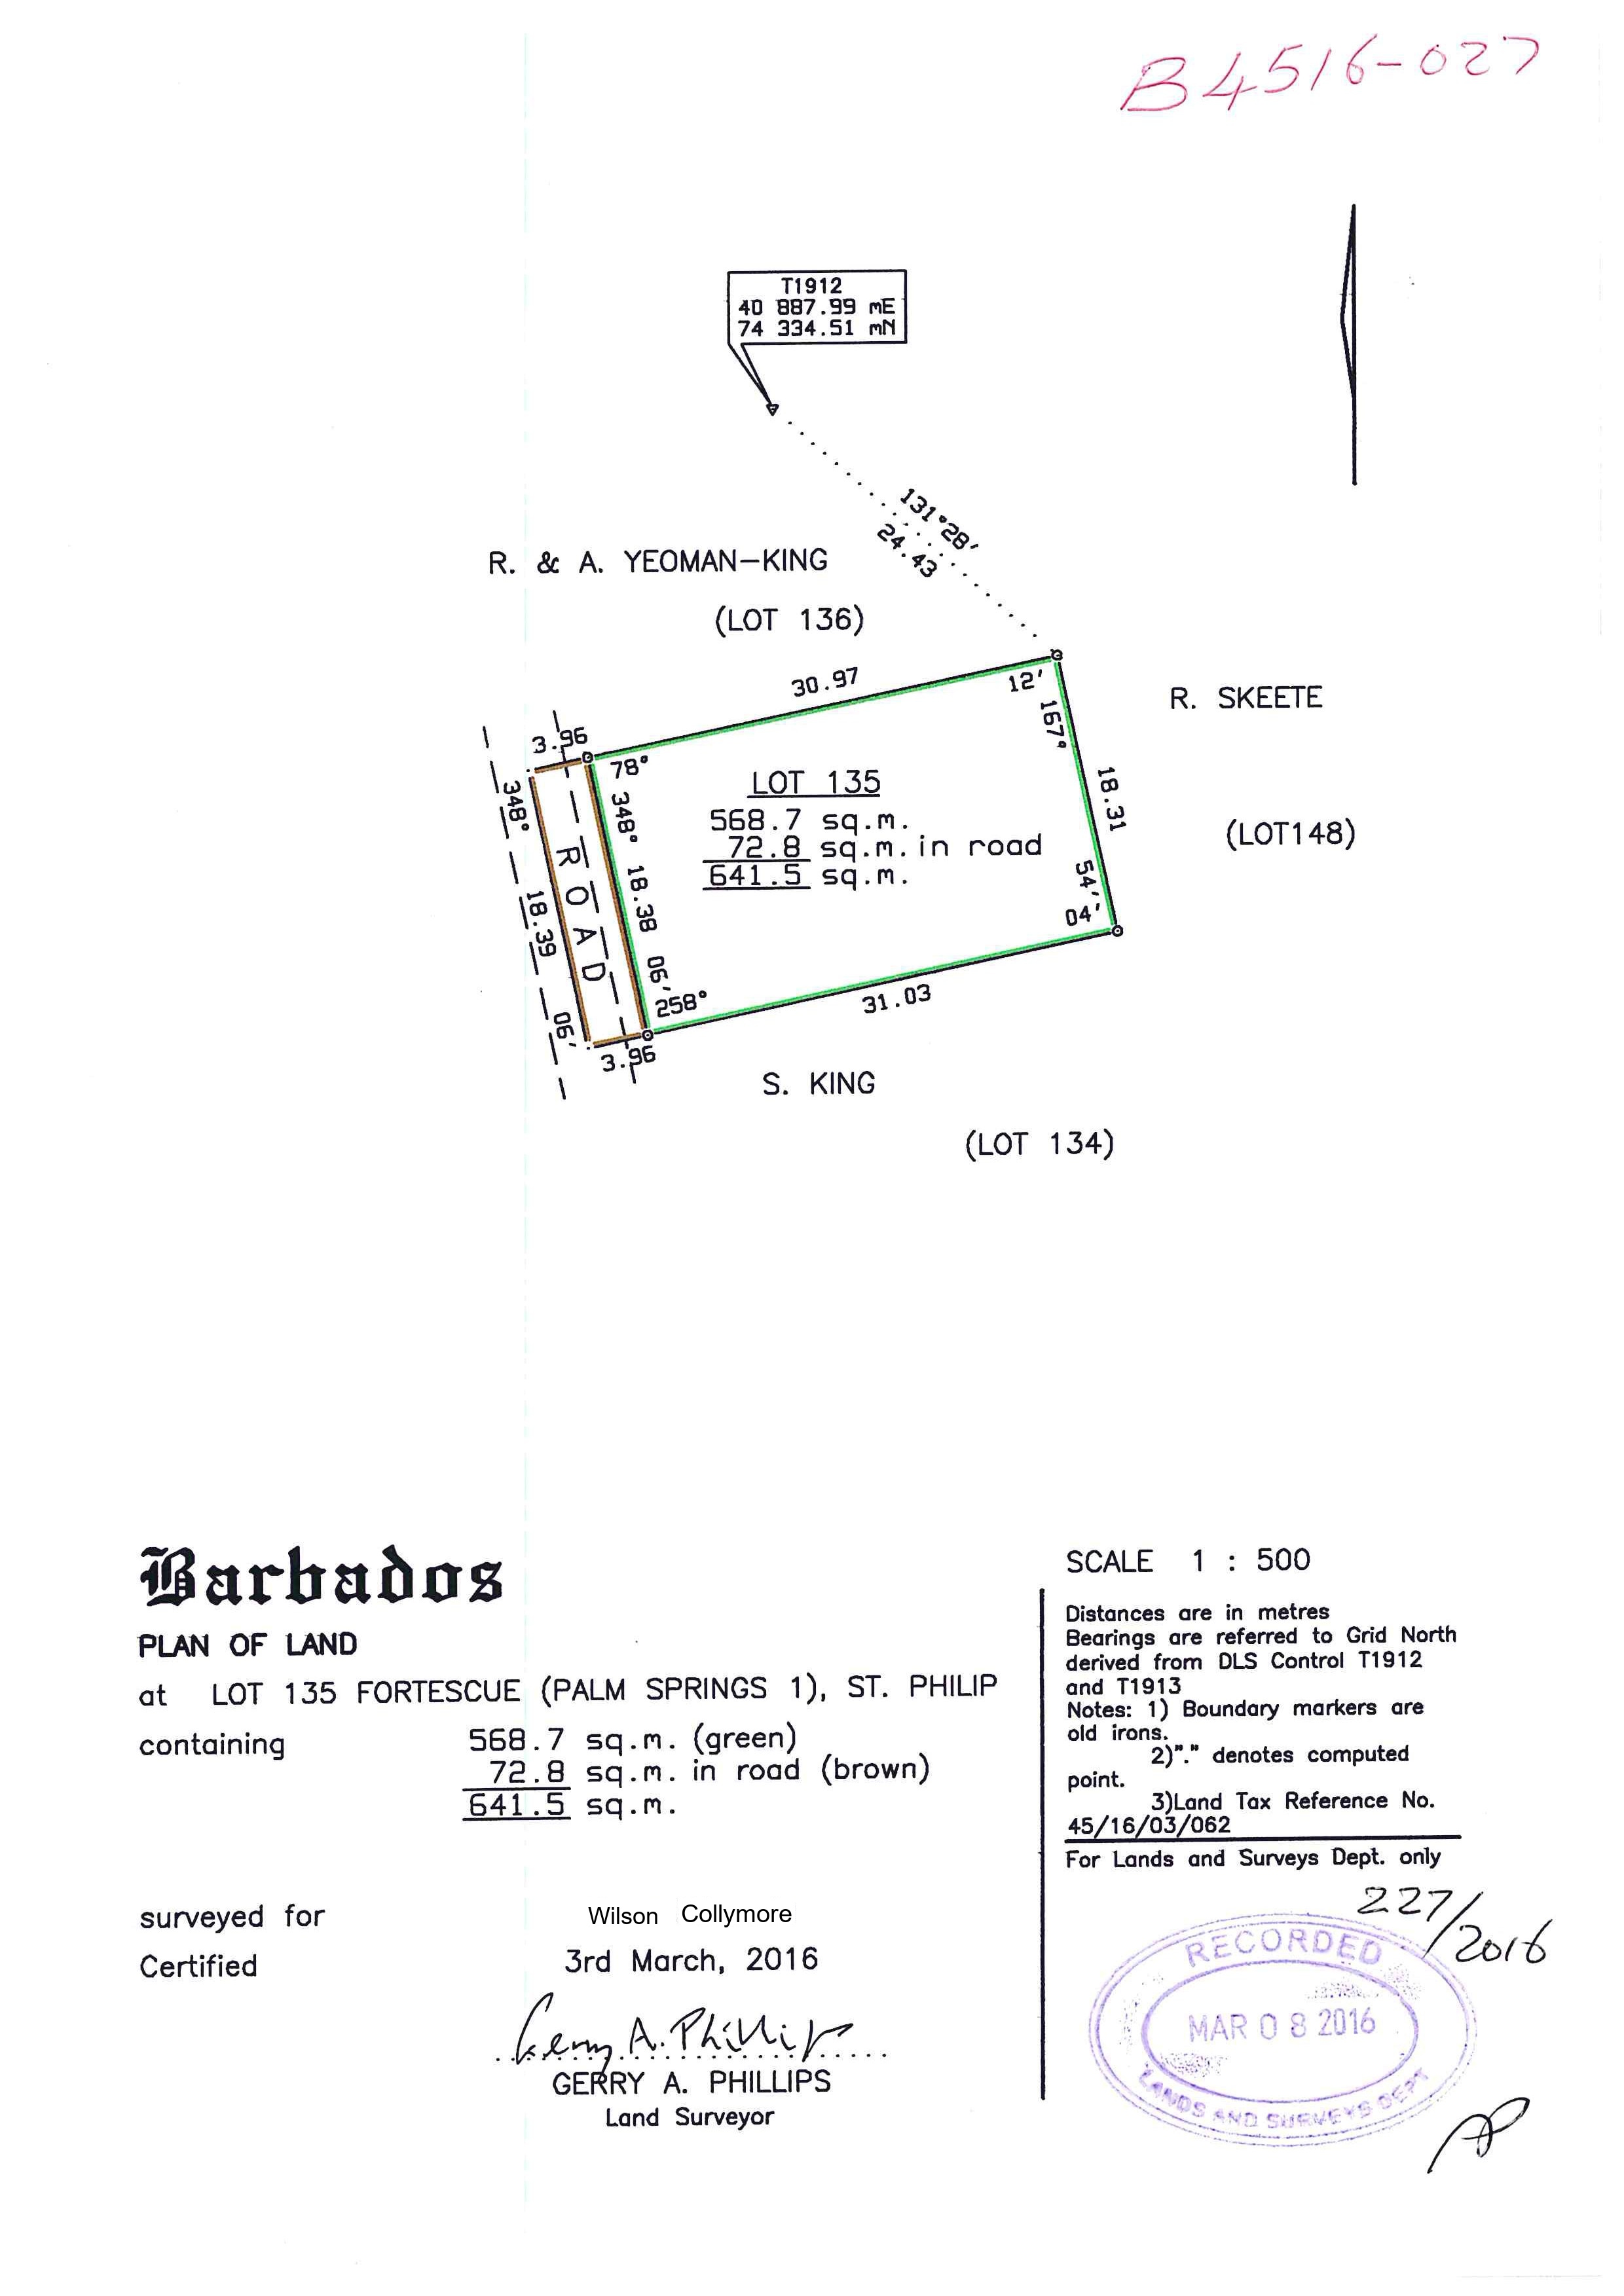 B4516-027
T1912
40 887.99 mE
74 334.51 mN
131°28'
24.43
R. & A. YEOMAN-KING
(LOT 136)
30.97
12'
167°
R. SKEETE
3.96
78°
348°
348°
LOT 135
568.7 sq.m.
72.8 sq.m. in road
641.5 sq.m.
18.31
(LOT148)
ROAD
18.38
18.39
54'
04'
06'
258°
06'
31.03
3.96
S. KING
(LOT 134)
Barbados
PLAN OF LAND
at LOT 135 FORTESCUE (PALM SPRINGS 1), ST. PHILIP
containing
568.7 sq.m. (green)
72.8 sq.m. in road (brown)
641.5 sq.m.
surveyed for
Wilson Collymore
Certified
3rd March, 2016
Gerry A. Phillips
GERRY A. PHILLIPS
Land Surveyor
SCALE 1 : 500
Distances are in metres
Bearings are referred to Grid North
derived from DLS Control T1912
and T1913
Notes: 1) Boundary markers are
old irons.
2)"." denotes computed
point.
3)Land Tax Reference No.
45/16/03/062
For Lands and Surveys Dept. only
227/2016
RECORDED
MAR 08 2016
LANDS AND SURVEYS DEPT
AP